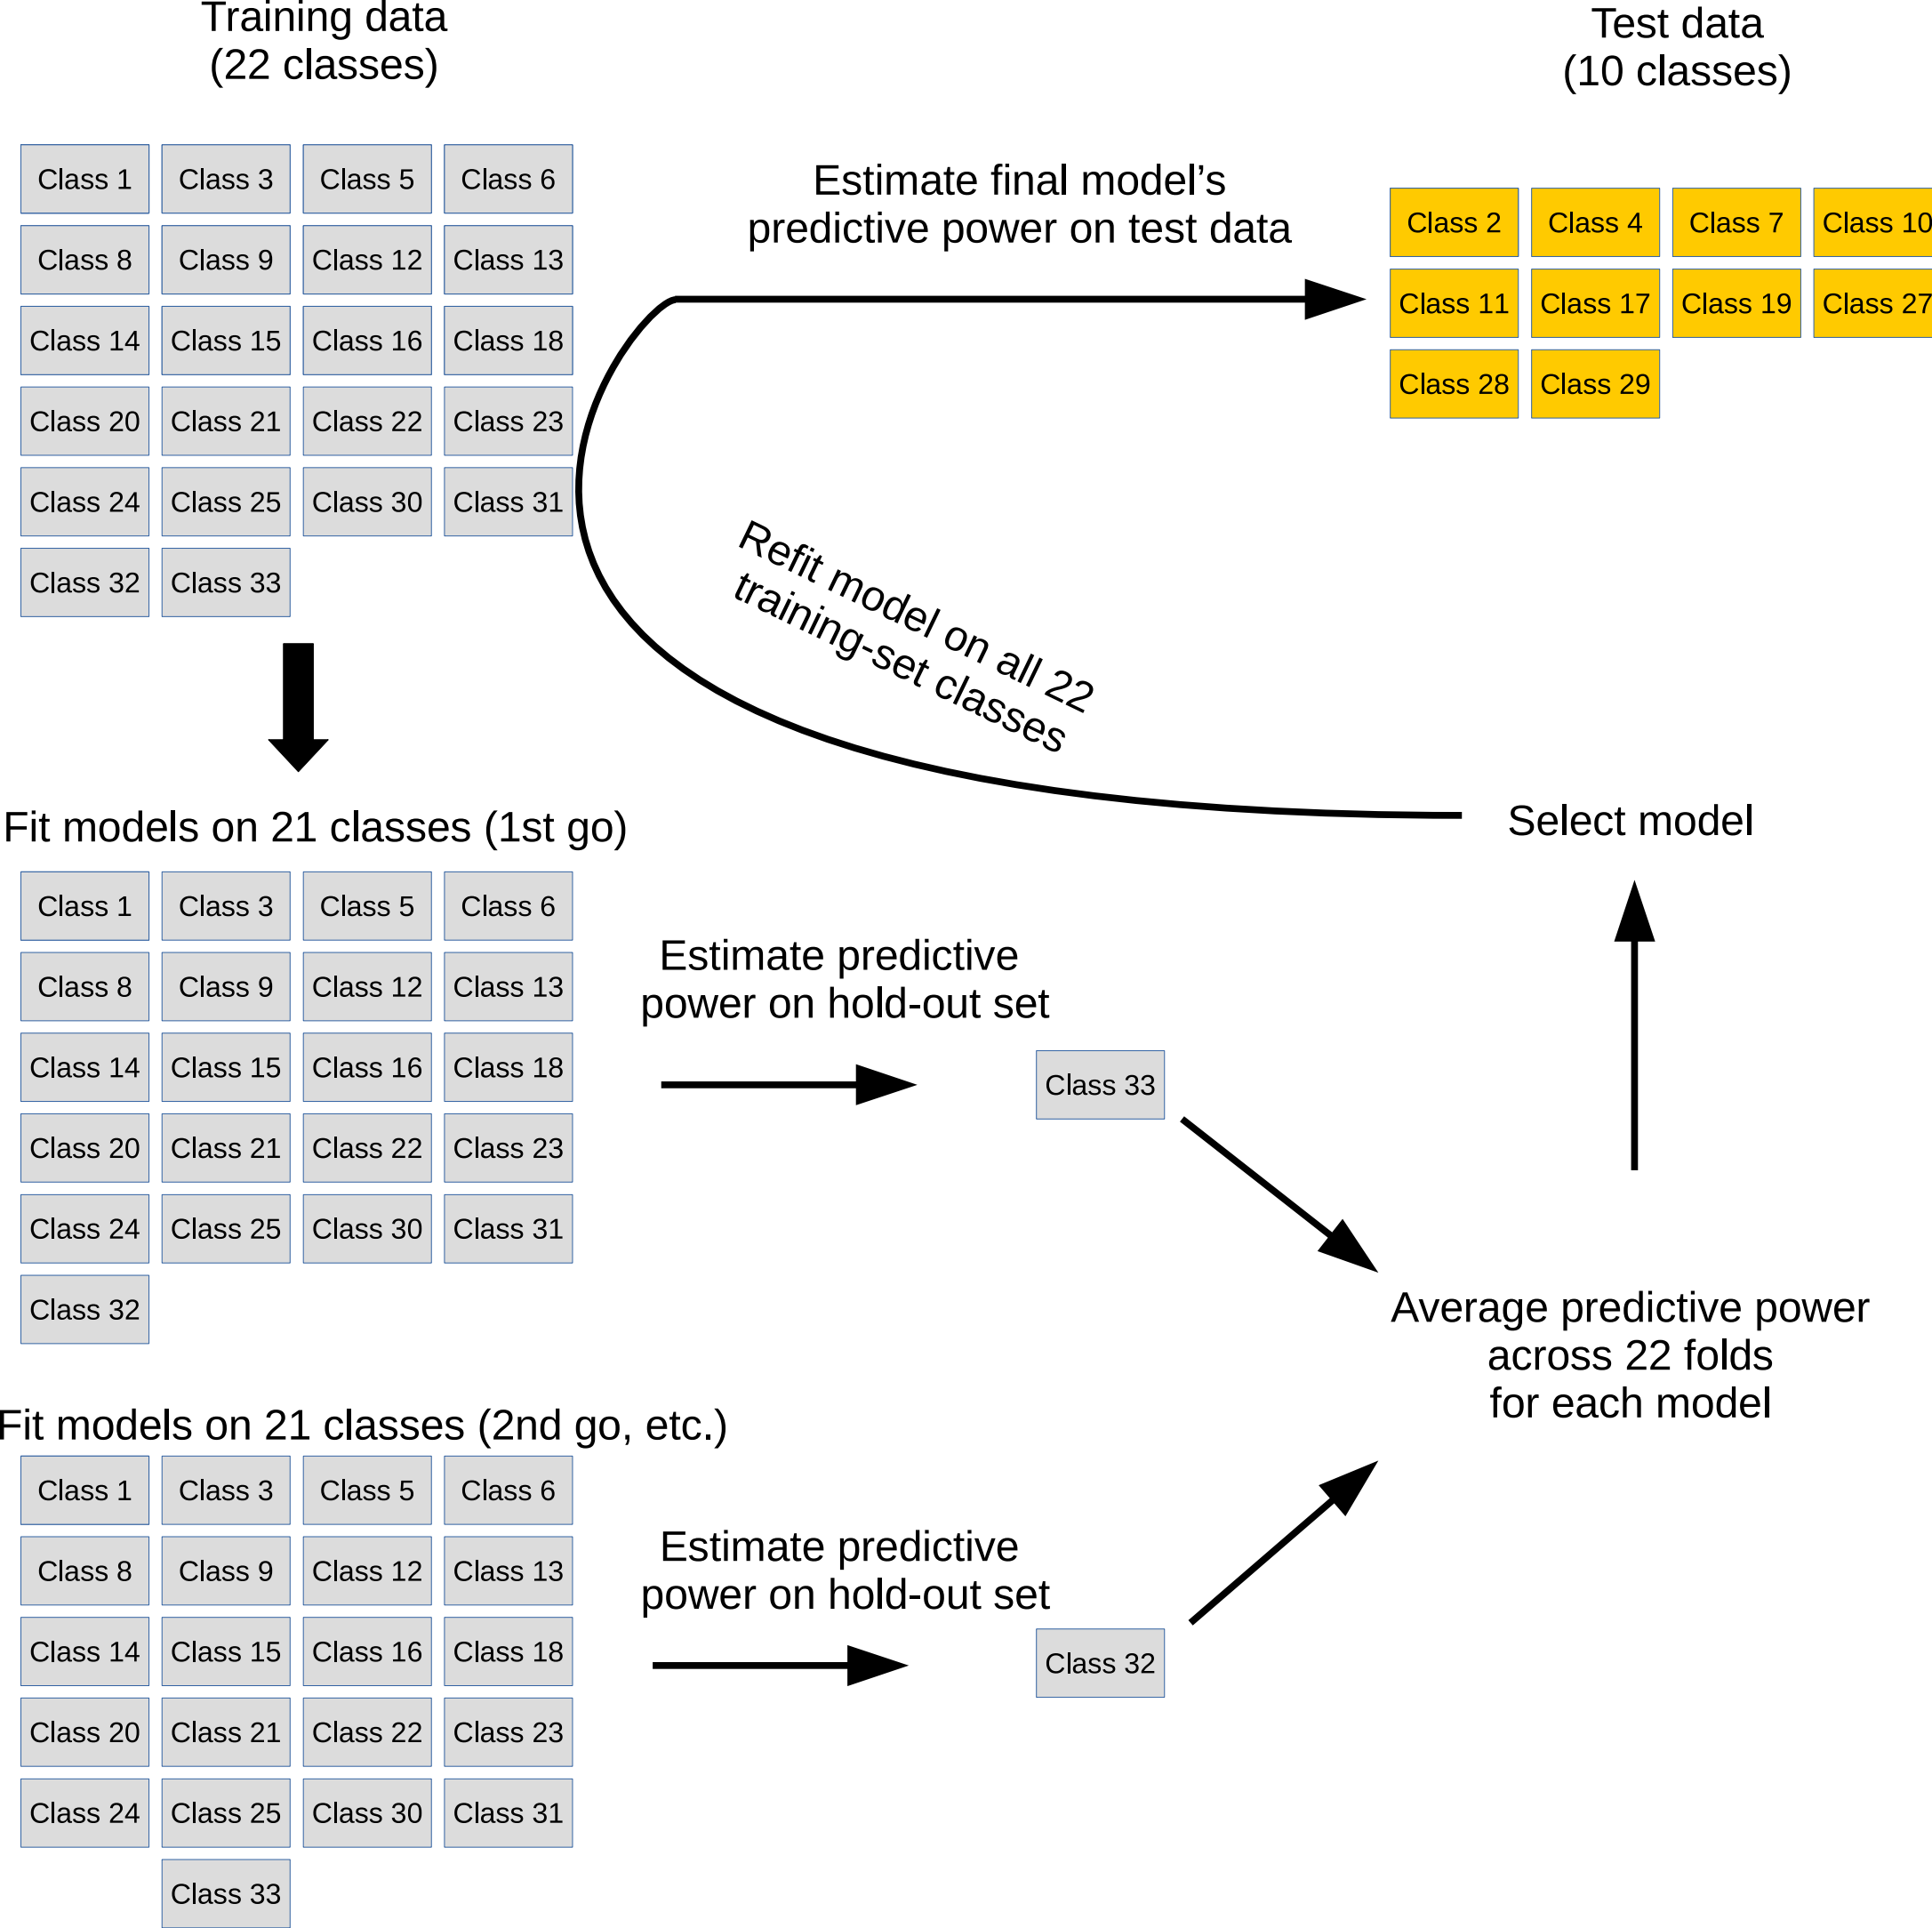 Training data
(22 classes)
Test data
(10 classes)
Class 1 Class 3 Class 5 Class 6
Class 8 Class 9 Class 12 Class 13
Class 14 Class 15 Class 16 Class 18
Class 20 Class 21 Class 22 Class 23
Class 24 Class 25 Class 30 Class 31
Class 32 Class 33
Estimate final model’s
predictive power on test data
Class 2 Class 4 Class 7 Class 10
Class 11 Class 17 Class 19 Class 27
Class 28 Class 29
Refit model on all 22
training-set classes
Select model
Fit models on 21 classes (1st go)
Class 1 Class 3 Class 5 Class 6
Class 8 Class 9 Class 12 Class 13
Class 14 Class 15 Class 16 Class 18
Class 20 Class 21 Class 22 Class 23
Class 24 Class 25 Class 30 Class 31
Class 32
Estimate predictive
power on hold-out set
Class 33
Average predictive power
across 22 folds
for each model
Fit models on 21 classes (2nd go, etc.)
Class 1 Class 3 Class 5 Class 6
Class 8 Class 9 Class 12 Class 13
Class 14 Class 15 Class 16 Class 18
Class 20 Class 21 Class 22 Class 23
Class 24 Class 25 Class 30 Class 31
Class 33
Estimate predictive
power on hold-out set
Class 32